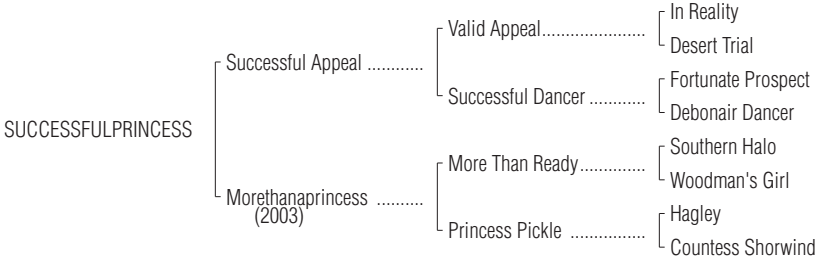 In Reality
Valid Appeal......................
Desert Trial
Successful Appeal ............
Fortunate Prospect
Successful Dancer ............
Debonair Dancer
SUCCESSFULPRINCESS
Southern Halo
More Than Ready..............
Woodman's Girl
Morethanaprincess ..........
(2003)
Hagley
Princess Pickle ................
Countess Shorwind